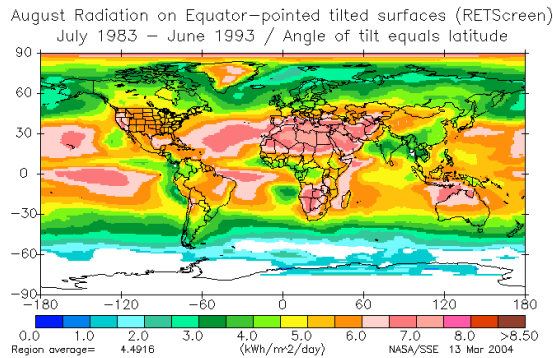 August Radiation on Equator-pointed tilted surfaces (RETScreen)
July 1983 - June 1993 / Angle of tilt equals latitude
90
60
30
0
-30
-60
-90
-180 -120 -60 0 60 120 180
0.0 1.0 2.0 3.0 4.0 5.0 6.0 7.0 8.0 >8.50
Region average= 4.4916 (kWh/m^2/day) NASA/SSE 13 Mar 2004